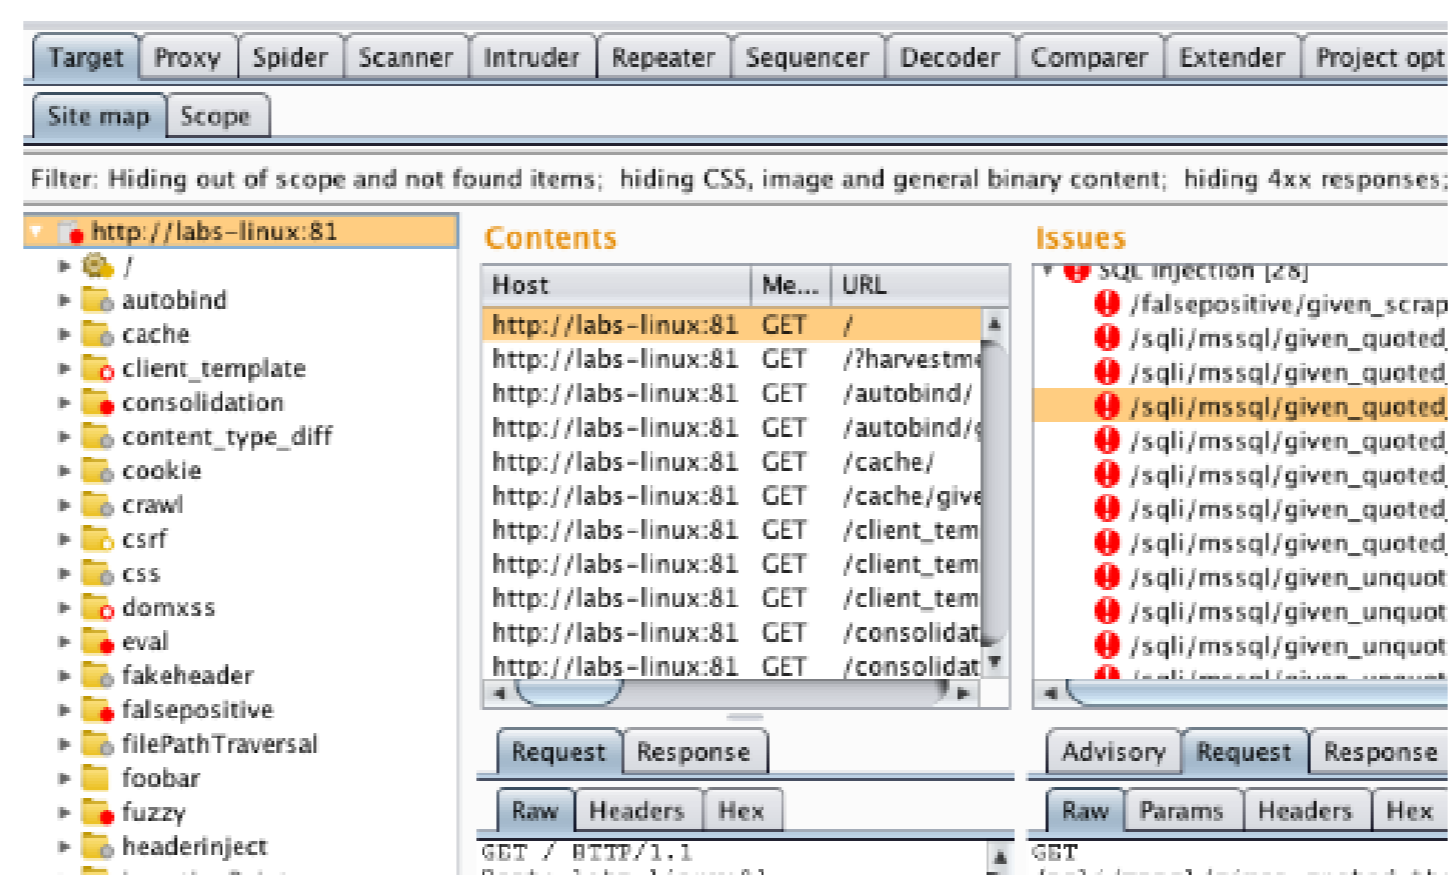 Target Proxy Spider Scanner Intruder Repeater Sequencer Decoder Comparer Extender Project opt
Site map Scope
Filter: Hiding out of scope and not found items; hiding CSS, image and general binary content; hiding 4xx responses;
http://labs-linux:81
/
autobind
cache
client_template
consolidation
content_type_diff
cookie
crawl
csrf
css
domxss
eval
fakeheader
falsepositive
filePathTraversal
foobar
fuzzy
headerinject
Contents
Host Me... URL
http://labs-linux:81 GET /
http://labs-linux:81 GET /?harvestme
http://labs-linux:81 GET /autobind/
http://labs-linux:81 GET /autobind/g
http://labs-linux:81 GET /cache/
http://labs-linux:81 GET /cache/give
http://labs-linux:81 GET /client_tem
http://labs-linux:81 GET /client_tem
http://labs-linux:81 GET /client_tem
http://labs-linux:81 GET /consolidat
http://labs-linux:81 GET /consolidat
Request Response
Raw Headers Hex
GET / HTTP/1.1
Issues
SQL injection [28]
/falsepositive/given_scrap
/sqli/mssql/given_quoted_
/sqli/mssql/given_quoted_
/sqli/mssql/given_quoted_
/sqli/mssql/given_quoted_
/sqli/mssql/given_quoted_
/sqli/mssql/given_quoted_
/sqli/mssql/given_quoted_
/sqli/mssql/given_unquot
/sqli/mssql/given_unquot
/sqli/mssql/given_unquot
Advisory Request Response
Raw Params Headers Hex
GET